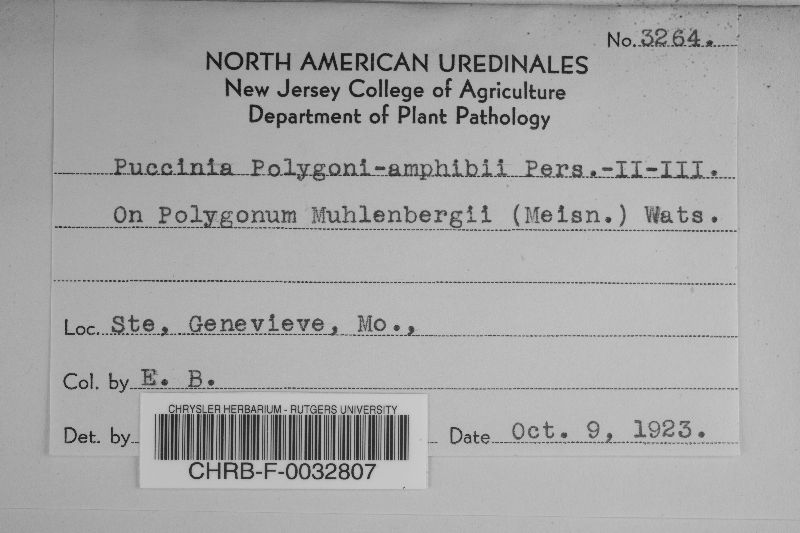 No. 3264.
NORTH AMERICAN UREDINALES
New Jersey College of Agriculture
Department of Plant Pathology
Puccinia Polygoni-amphibii Pers.-II-III.
On Polygonum Muhlenbergii (Meisn.) Wats.
Loc. Ste, Genevieve, Mo.,
Col. by E. B.
Det. by Date Oct. 9, 1923.
CHRYSLER HERBARIUM - RUTGERS UNIVERSITY
CHRB-F-0032807